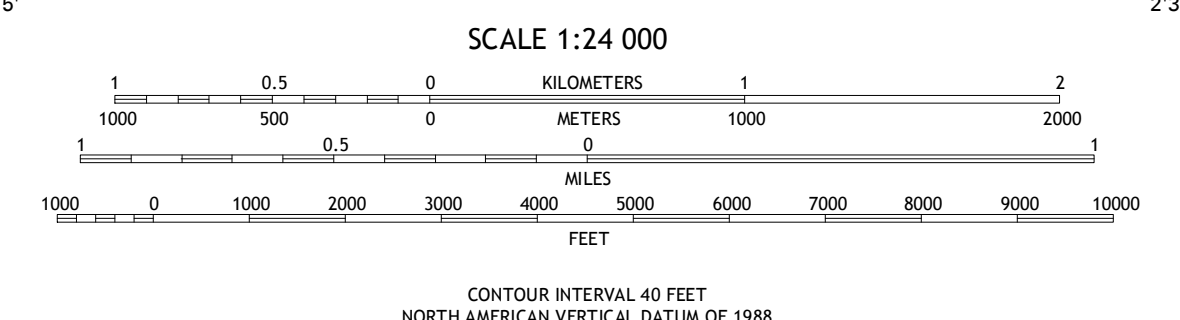 5' 2'3
SCALE 1:24 000
1 0.5 0 KILOMETERS 1 2
1000 500 0 METERS 1000 2000
1 0.5 0 1
MILES
1000 0 1000 2000 3000 4000 5000 6000 7000 8000 9000 10000
FEET
CONTOUR INTERVAL 40 FEET
NORTH AMERICAN VERTICAL DATUM OF 1988